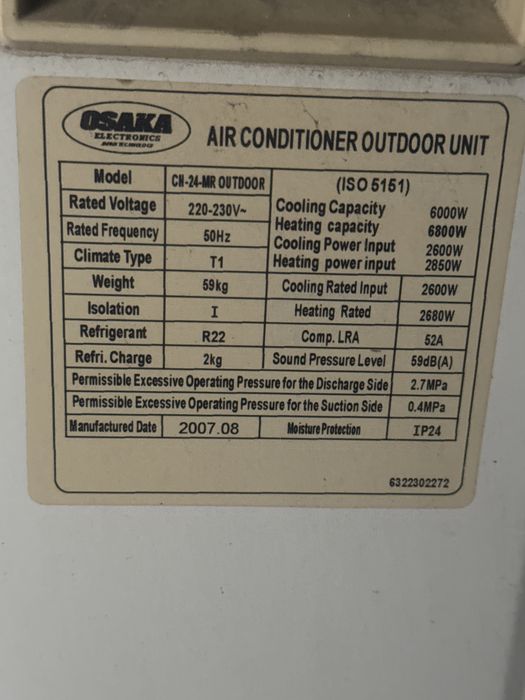 OSAKA
ELECTRONICS
AIR CONDITIONER OUTDOOR UNIT
Model CH-24-MR OUTDOOR (ISO 5151)
Rated Voltage 220-230V~ Cooling Capacity 6000W
Rated Frequency 50Hz Heating capacity 6800W
Cooling Power Input 2600W
Climate Type T1 Heating power input 2850W
Weight 59kg Cooling Rated Input 2600W
Isolation I Heating Rated 2680W
Refrigerant R22 Comp. LRA 52A
Refri. Charge 2kg Sound Pressure Level 59dB(A)
Permissible Excessive Operating Pressure for the Discharge Side 2.7MPa
Permissible Excessive Operating Pressure for the Suction Side 0.4MPa
Manufactured Date 2007.08 Moisture Protection IP24
6322302272